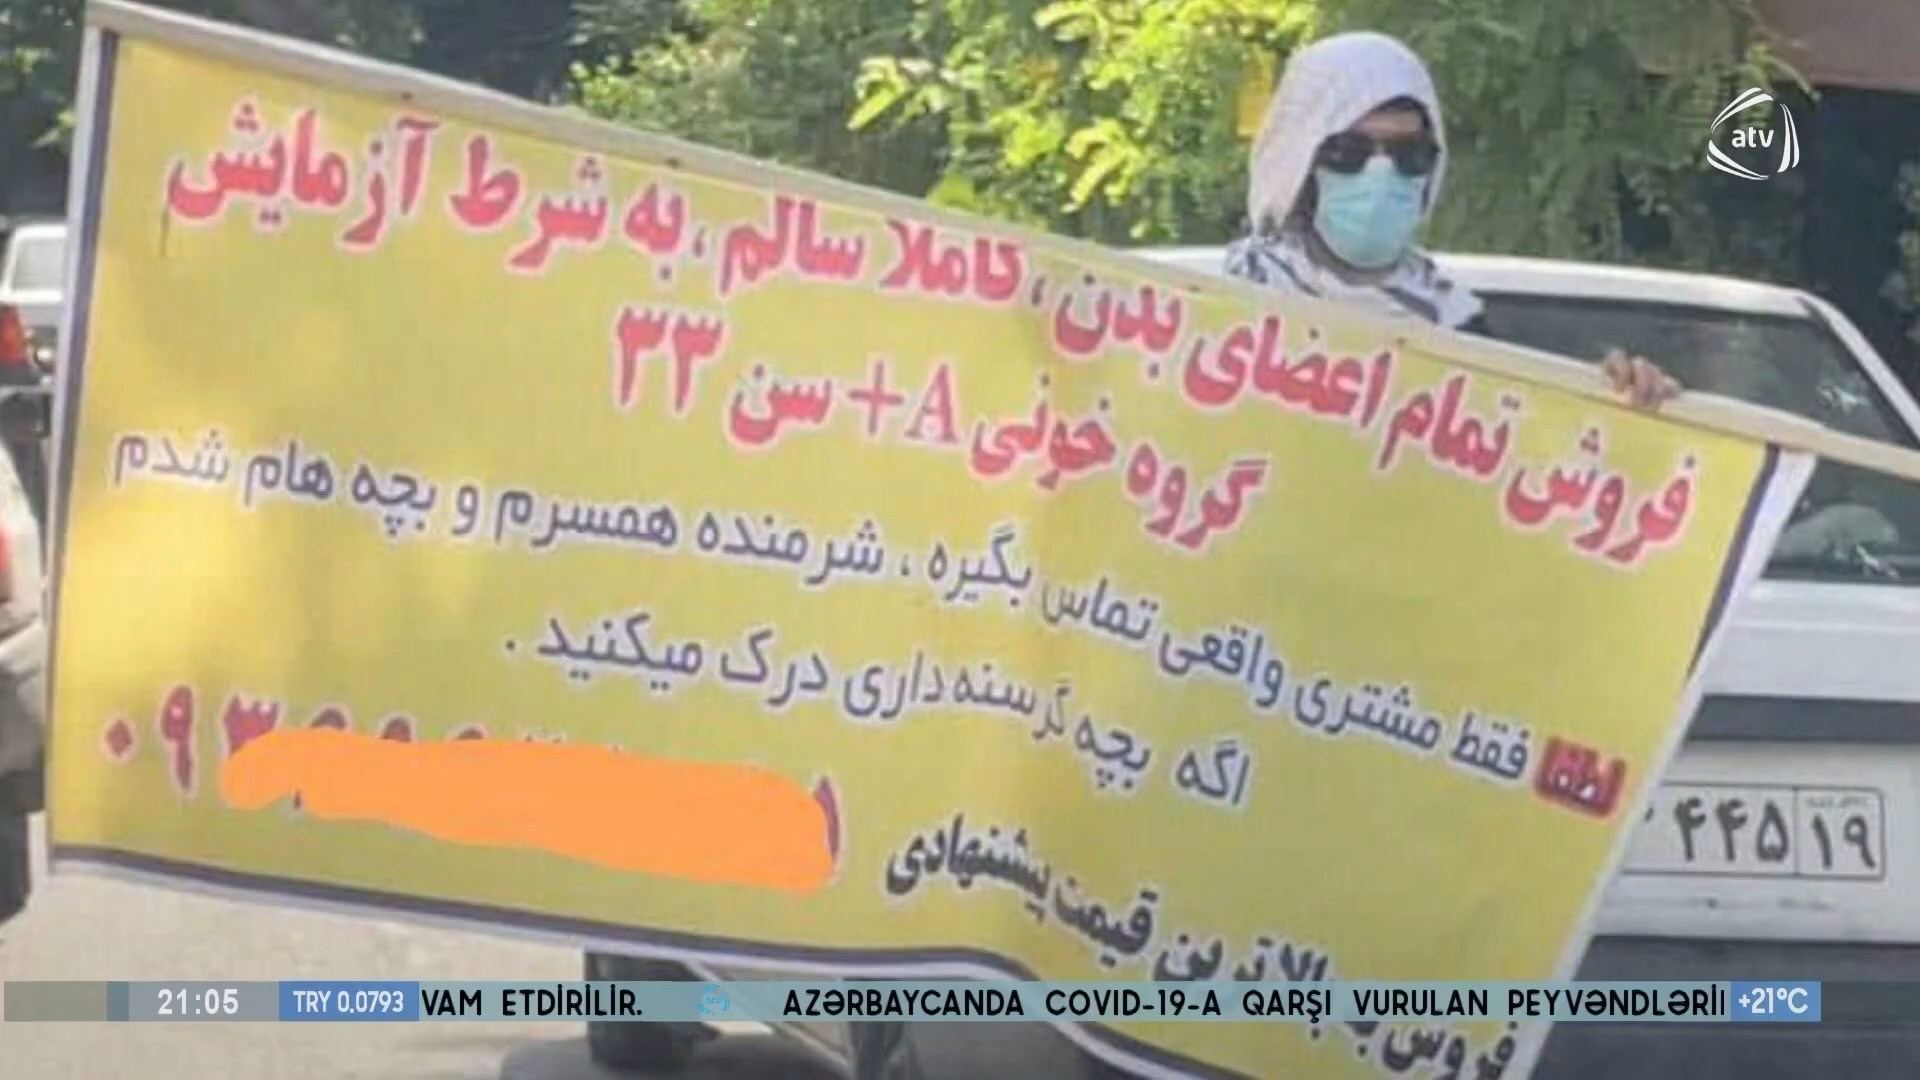 atv
فروش تمام اعضای بدن، کاملا سالم، به شرط آزمایش
گروه خونی A+ سن ۳۳
لطفا فقط مشتری واقعی تماس بگیره، شرمنده همسرم و بچه هام شدم
اگه بچه گرسنه داری درک میکنید.
۰۹۳
فروش به بالاترین قیمت پیشنهادی
۴۴۵ ۱۹
21:05 TRY 0.0793 VAM ETDİRİLİR. AZƏRBAYCANDA COVID-19-A QARŞI VURULAN PEYVƏNDLƏRİ +21°C